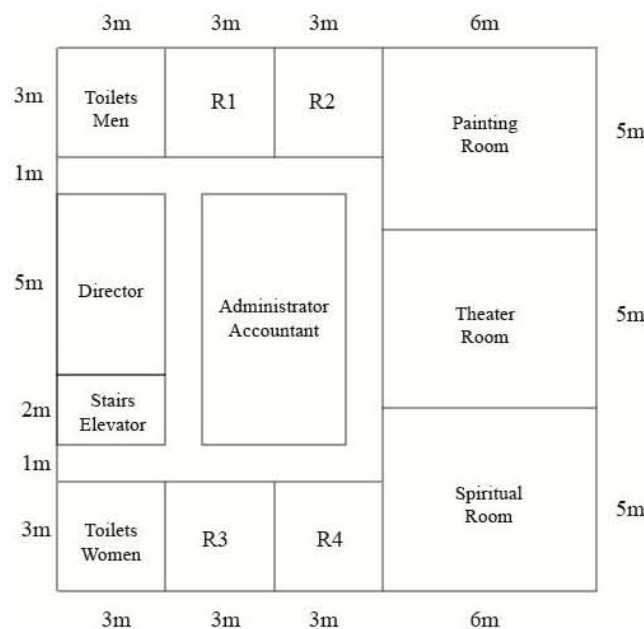 3m 3m 3m 6m
3m
Toilets
Men
R1
R2
Painting
Room
5m
1m
5m
Director
Administrator
Accountant
Theater
Room
5m
2m
Stairs
Elevator
1m
3m
Toilets
Women
R3
R4
Spiritual
Room
5m
3m 3m 3m 6m